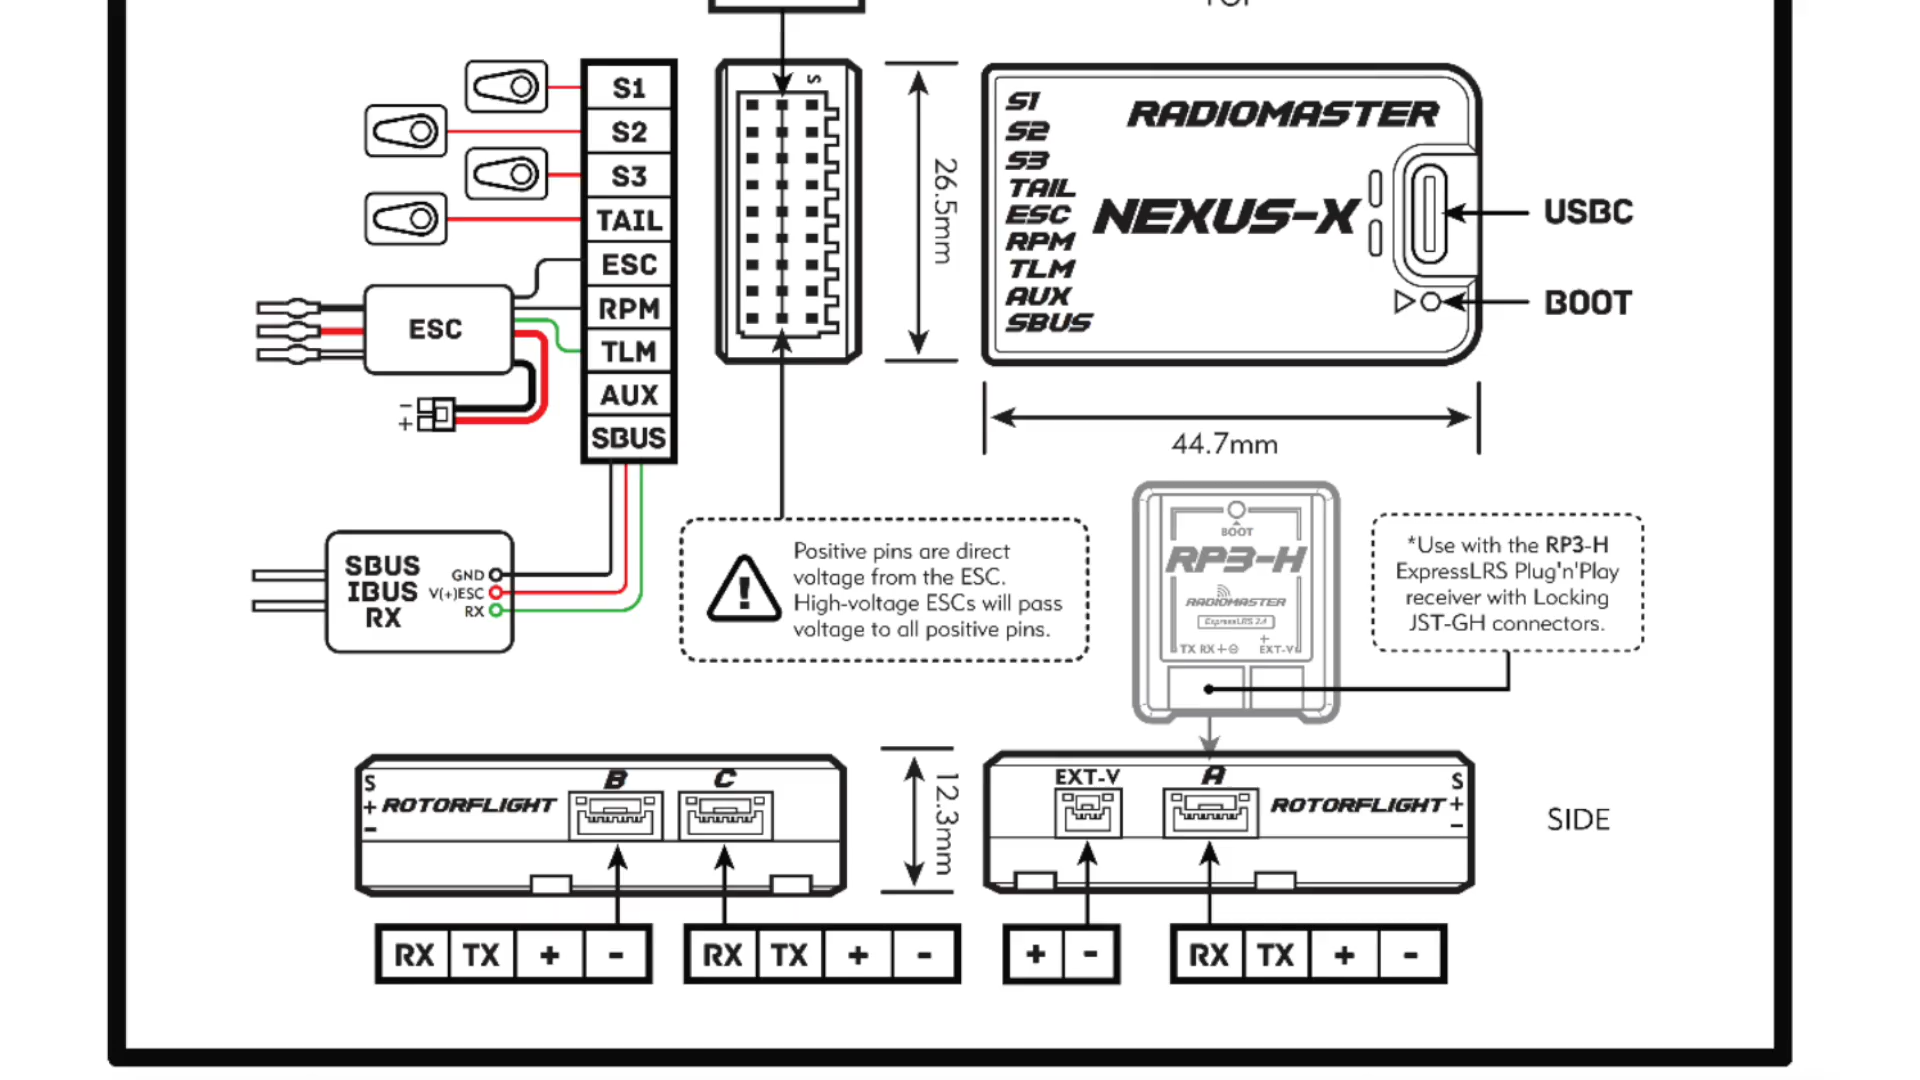 TOP
S1
S2
S3
TAIL
ESC
RPM
TLM
AUX
SBUS
ESC
-
+
S
26.5mm
S1
S2
S3
TAIL
ESC
RPM
TLM
AUX
SBUS
RADIOMASTER
NEXUS-X
USBC
BOOT
44.7mm
SBUS
IBUS
RX
GND
V(+)ESC
RX
!
Positive pins are direct
voltage from the ESC.
High-voltage ESCs will pass
voltage to all positive pins.
BOOT
RP3-H
RADIOMASTER
ExpressLRS 2.4
TX RX + ⊖
+
EXT-V
*Use with the RP3-H
ExpressLRS Plug'n'Play
receiver with Locking
JST-GH connectors.
S
+
-
ROTORFLIGHT
B
C
12.3mm
EXT-V
A
ROTORFLIGHT
S
+
-
SIDE
RX TX + -
RX TX + -
+ -
RX TX + -